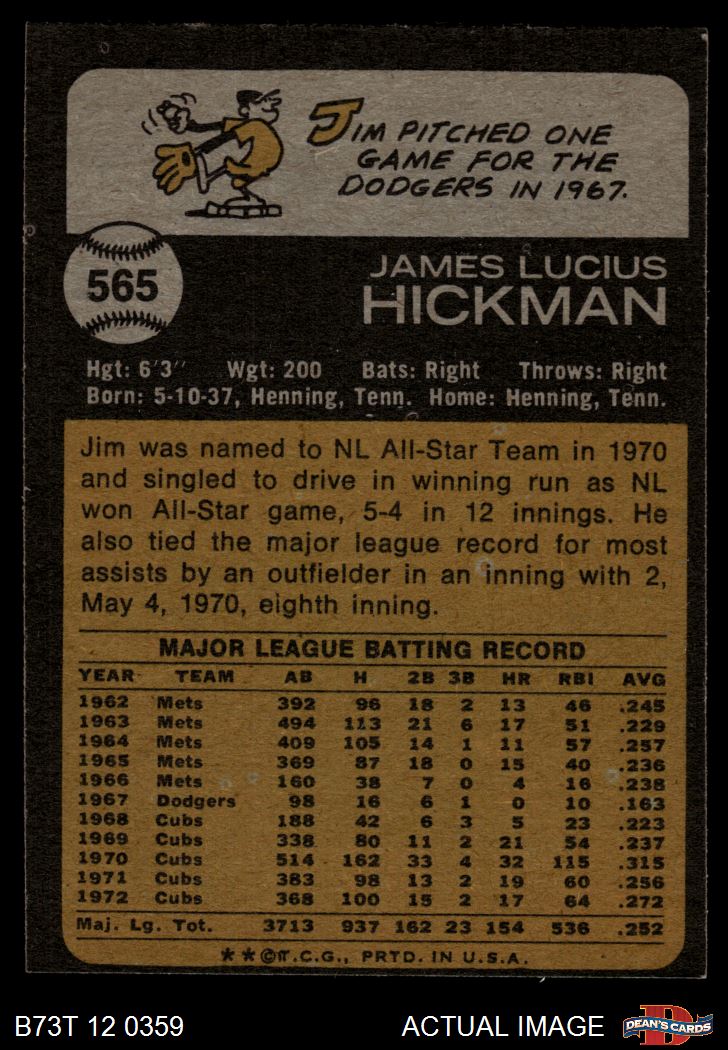 JIM PITCHED ONE
GAME FOR THE
DODGERS IN 1967.
565
JAMES LUCIUS
HICKMAN
Hgt: 6'3" Wgt: 200 Bats: Right Throws: Right
Born: 5-10-37, Henning, Tenn. Home: Henning, Tenn.
Jim was named to NL All-Star Team in 1970
and singled to drive in winning run as NL
won All-Star game, 5-4 in 12 innings. He
also tied the major league record for most
assists by an outfielder in an inning with 2,
May 4, 1970, eighth inning.
MAJOR LEAGUE BATTING RECORD
YEAR TEAM AB H 2B 3B HR RBI AVG
1962 Mets 392 96 18 2 13 46 .245
1963 Mets 494 113 21 6 17 51 .229
1964 Mets 409 105 14 1 11 57 .257
1965 Mets 369 87 18 0 15 40 .236
1966 Mets 160 38 7 0 4 16 .238
1967 Dodgers 98 16 6 1 0 10 .163
1968 Cubs 188 42 6 3 5 23 .223
1969 Cubs 338 80 11 2 21 54 .237
1970 Cubs 514 162 33 4 32 115 .315
1971 Cubs 383 98 13 2 19 60 .256
1972 Cubs 368 100 15 2 17 64 .272
Maj. Lg. Tot. 3713 937 162 23 154 536 .252
**©T.C.G., PRTD. IN U.S.A.
B73T 12 0359 ACTUAL IMAGE DEAN'S CARDS